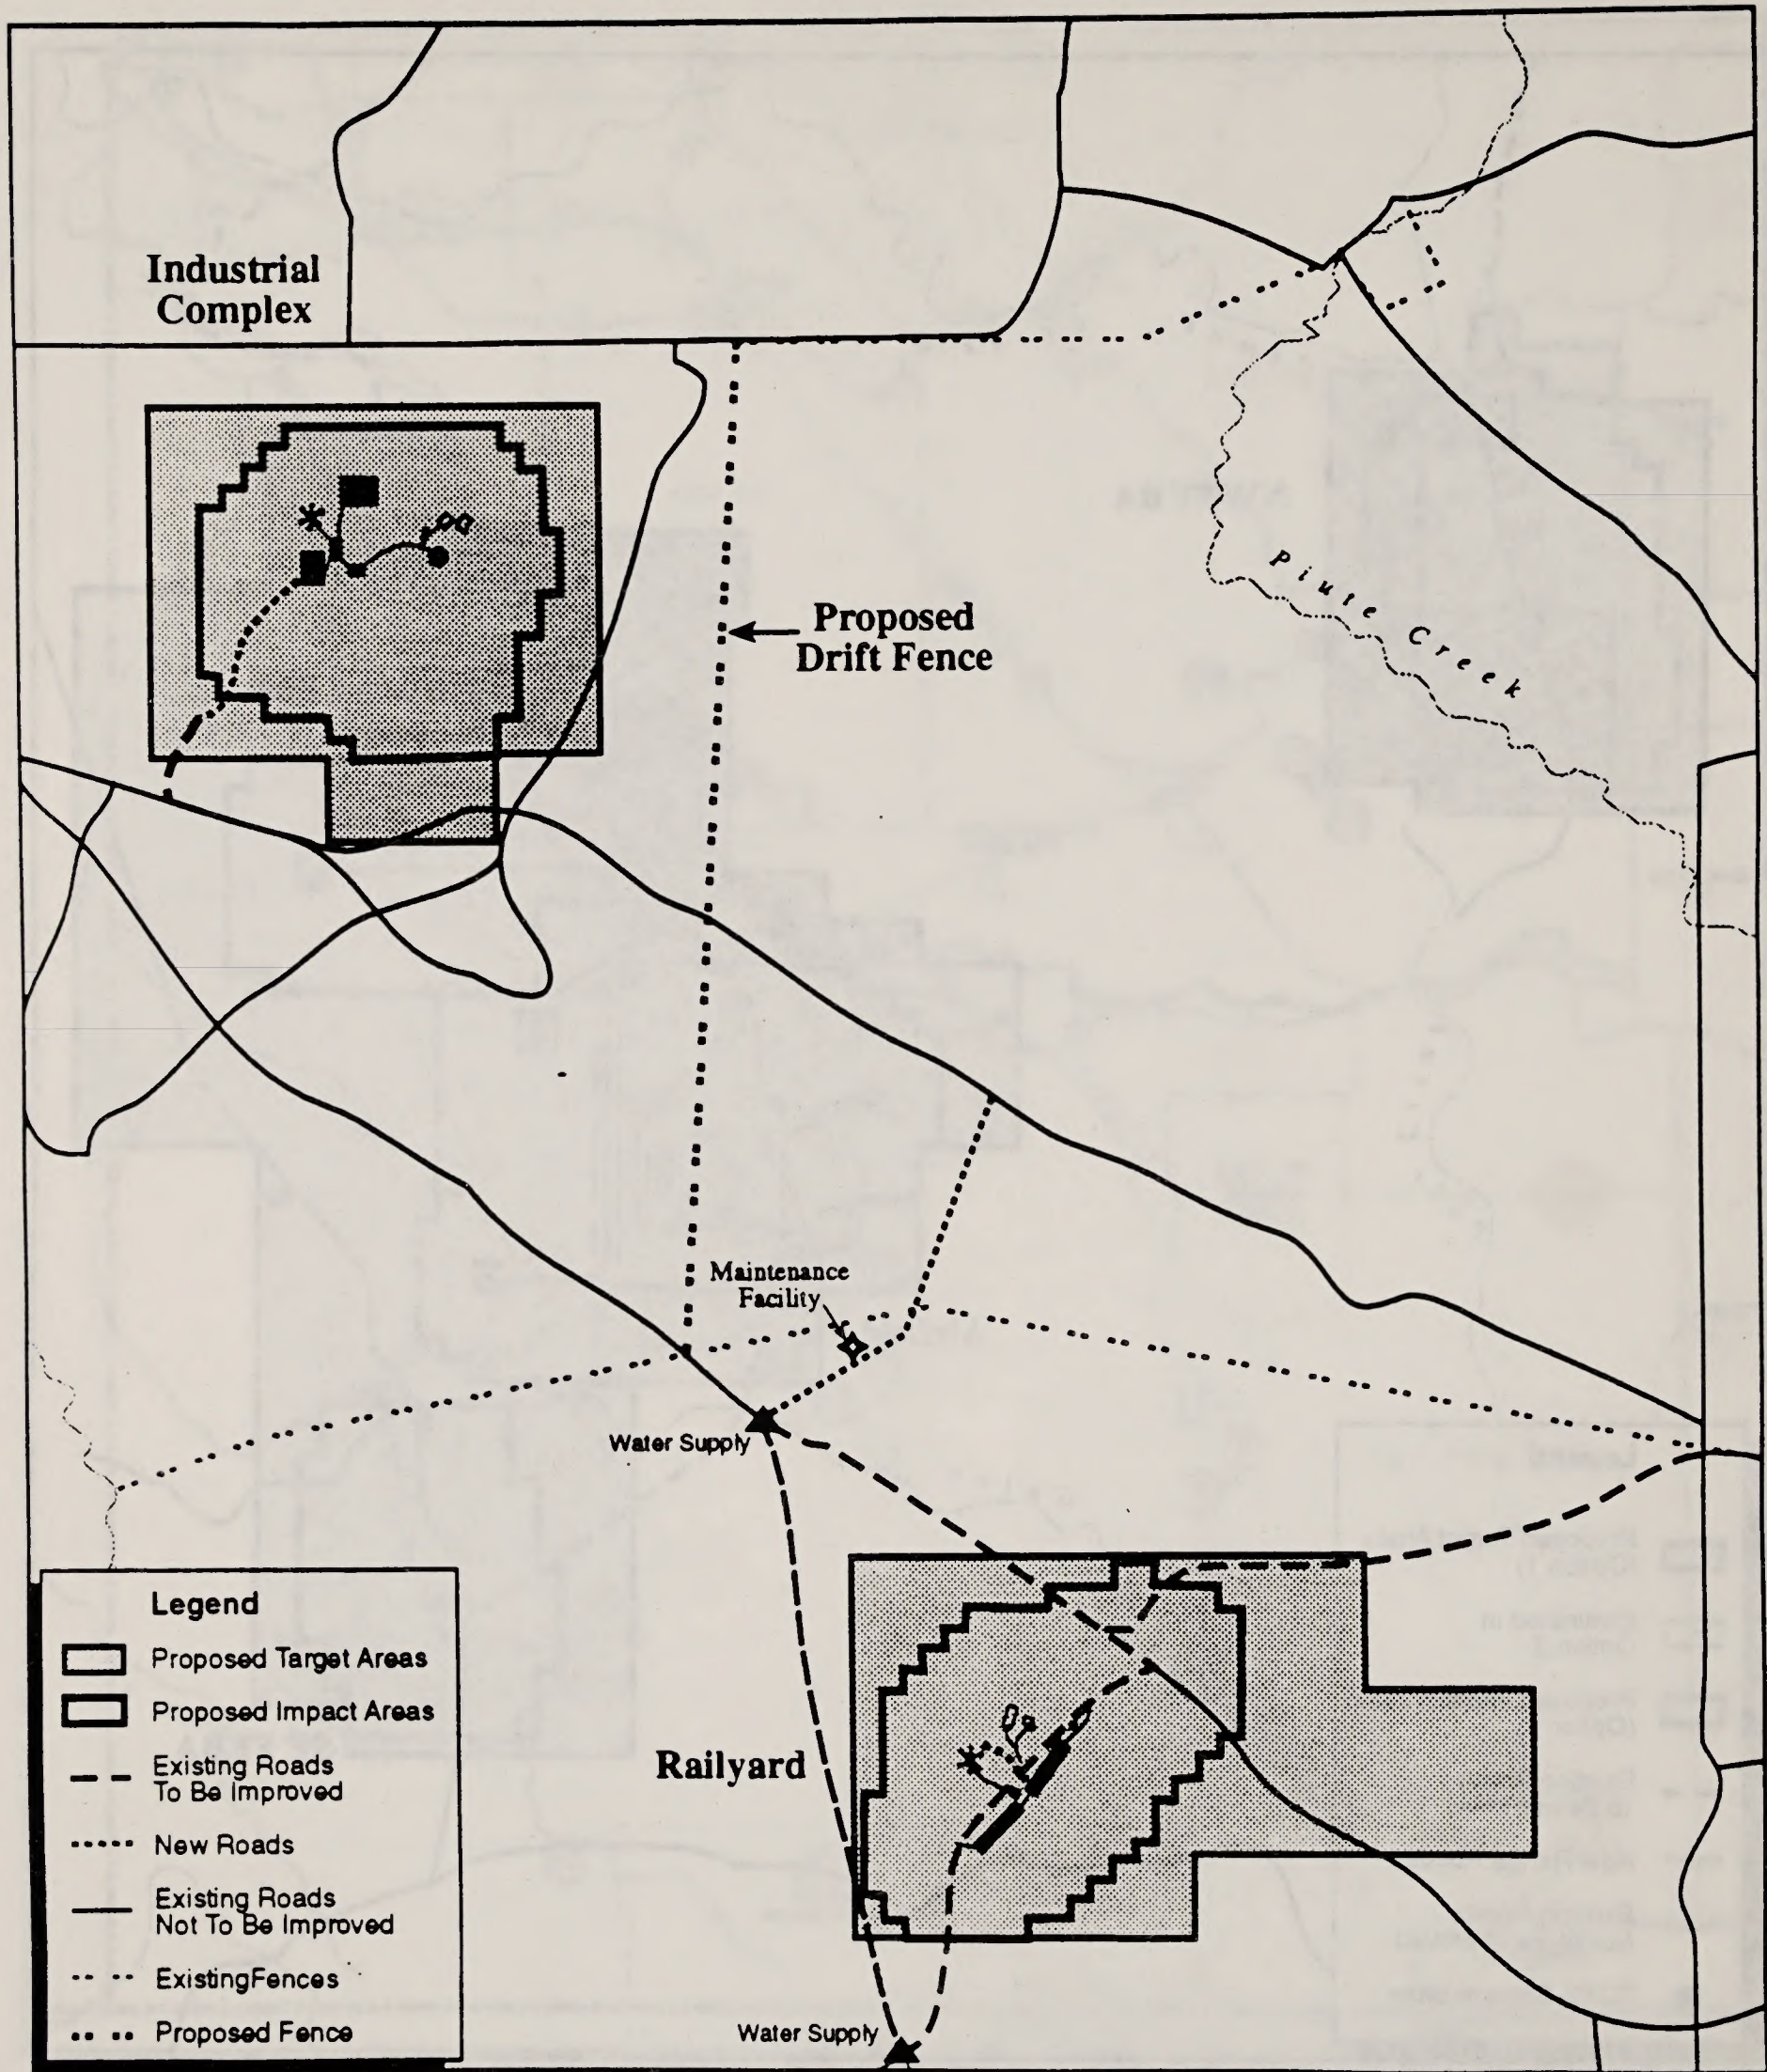 Industrial
Complex
Proposed
Drift Fence
Piute Creek
Maintenance
Facility
Water Supply
Railyard
Water Supply
Legend
Proposed Target Areas
Proposed Impact Areas
Existing Roads
To Be Improved
New Roads
Existing Roads
Not To Be Improved
ExistingFences
Proposed Fence